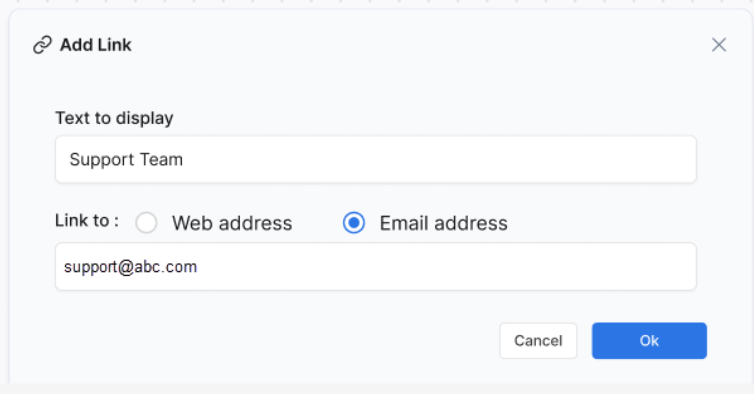 Add Link
Text to display
Support Team
Link to : Web address Email address
support@abc.com
Cancel Ok